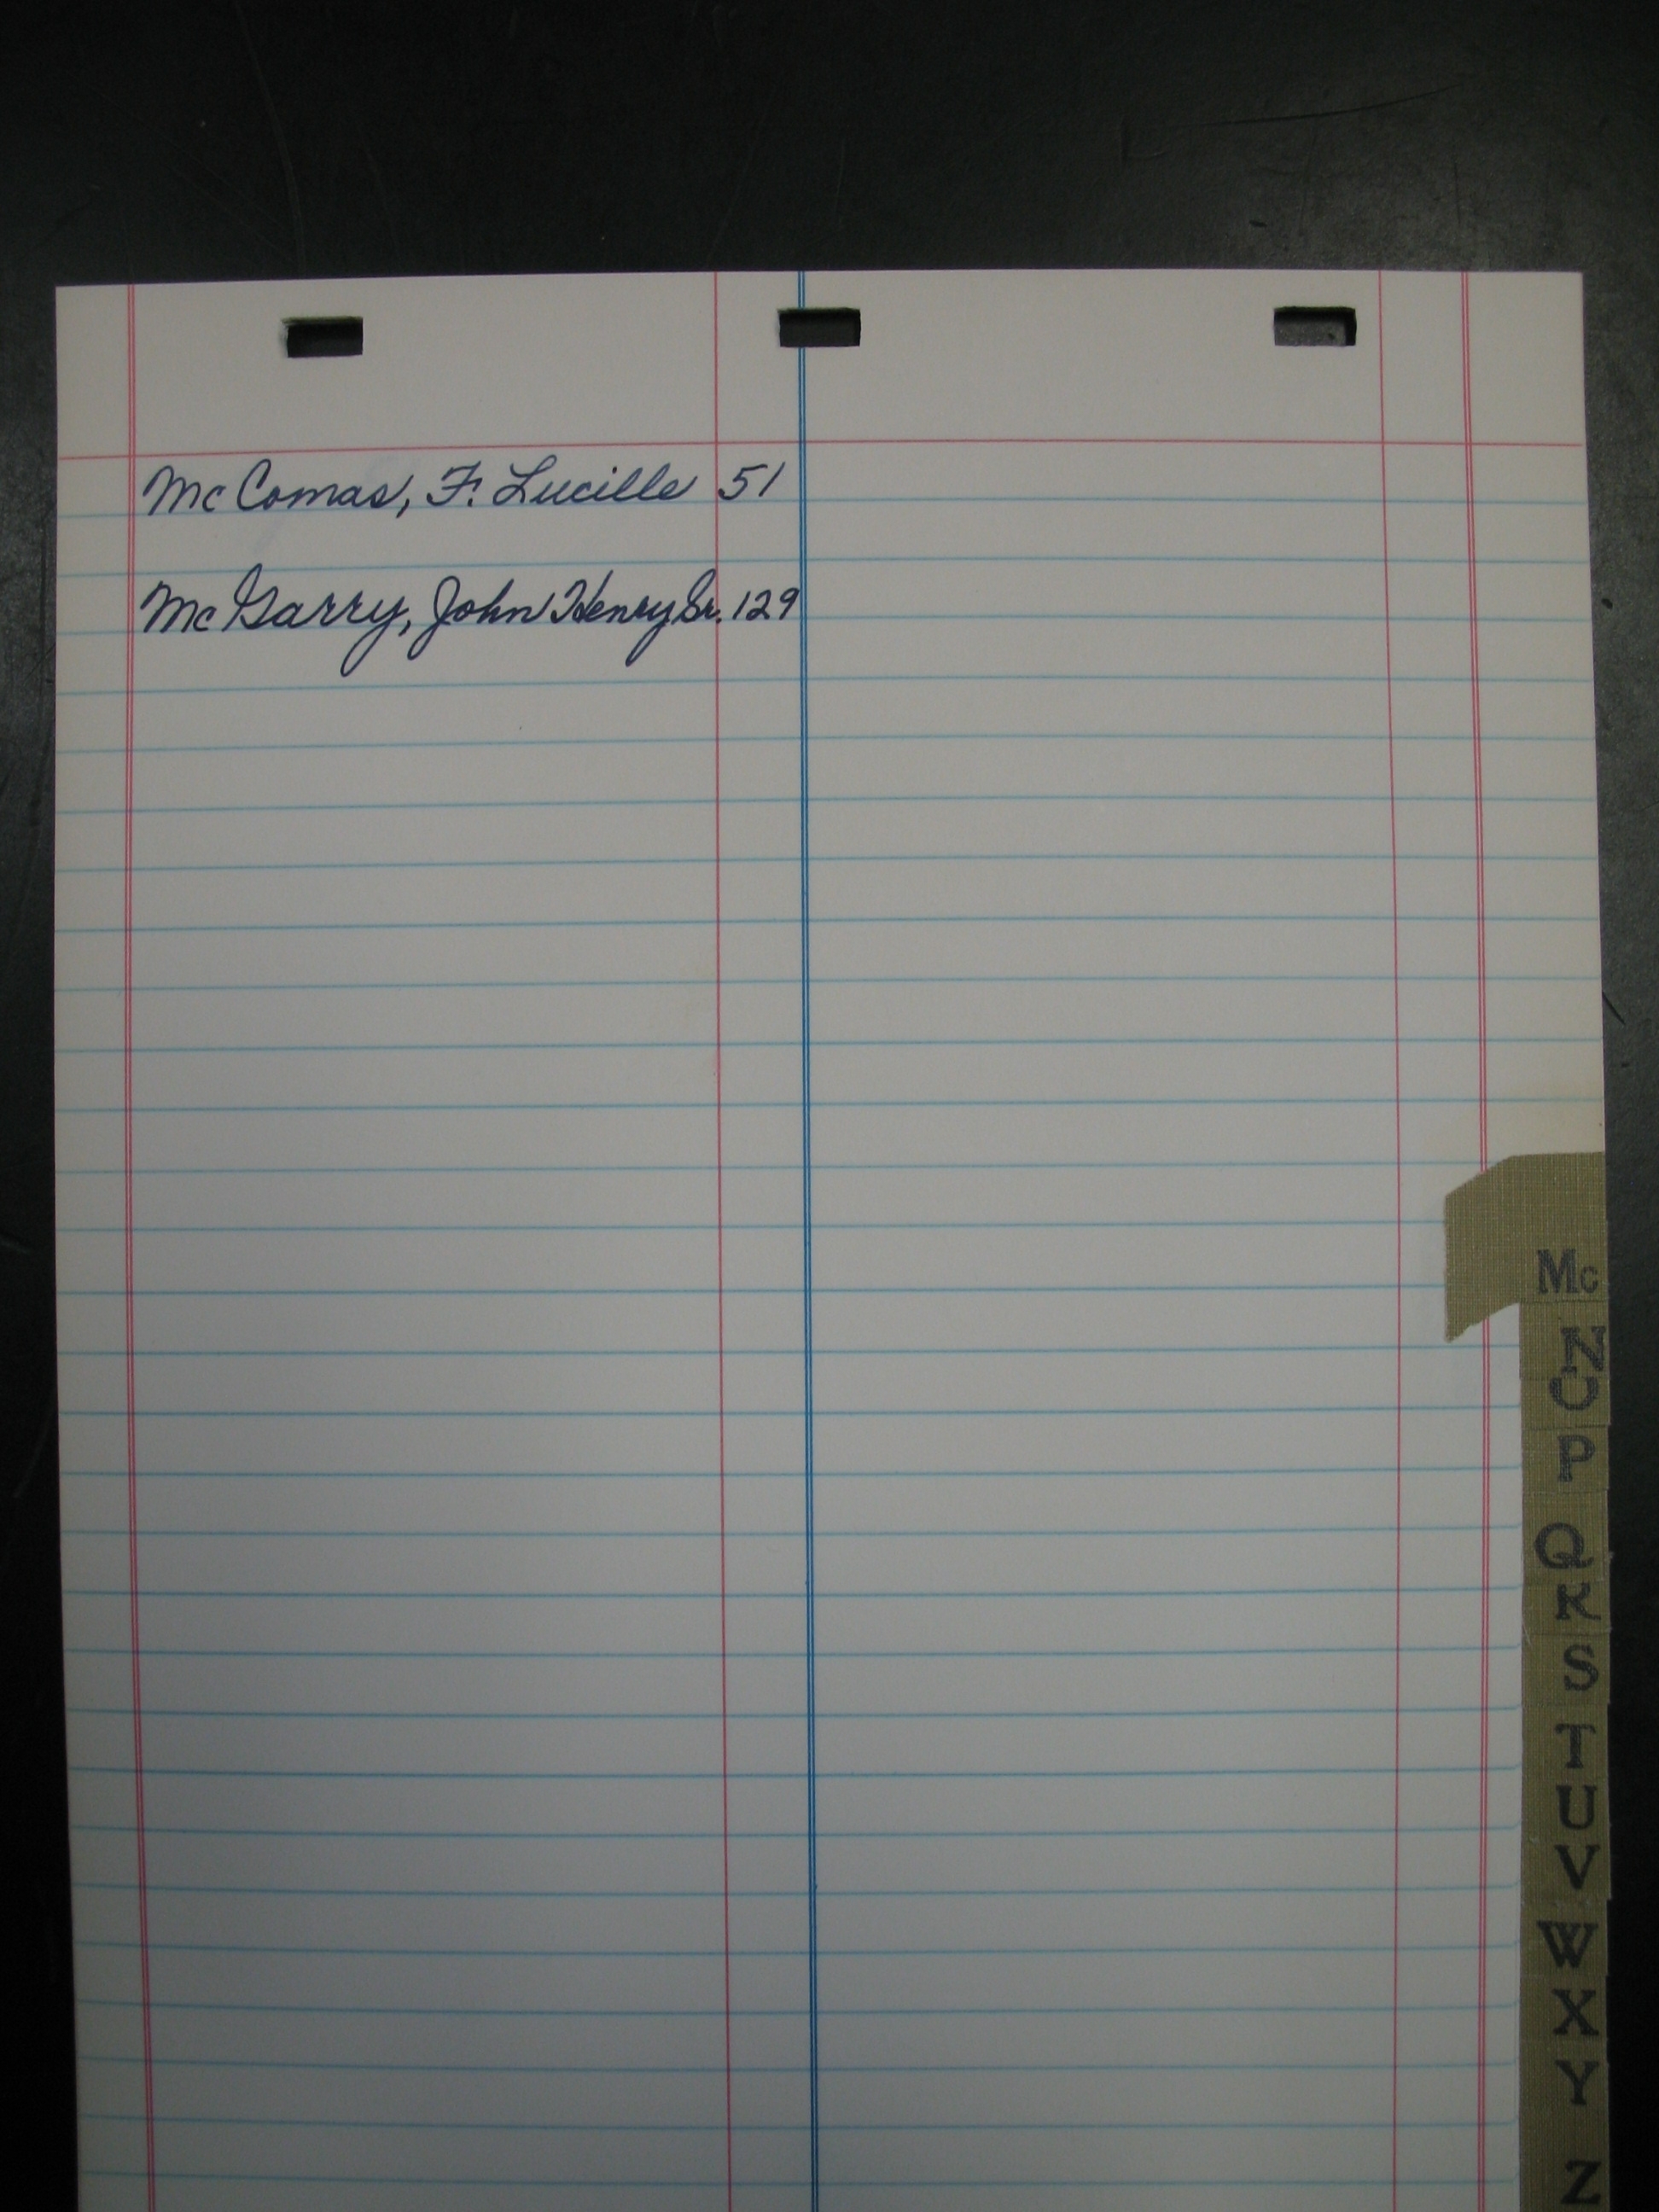 McComas, F. Lucille 51
McGarry, John Henry Sr. 129
Mc
N
O
P
Q
R
S
T
U
V
W
X
Y
Z